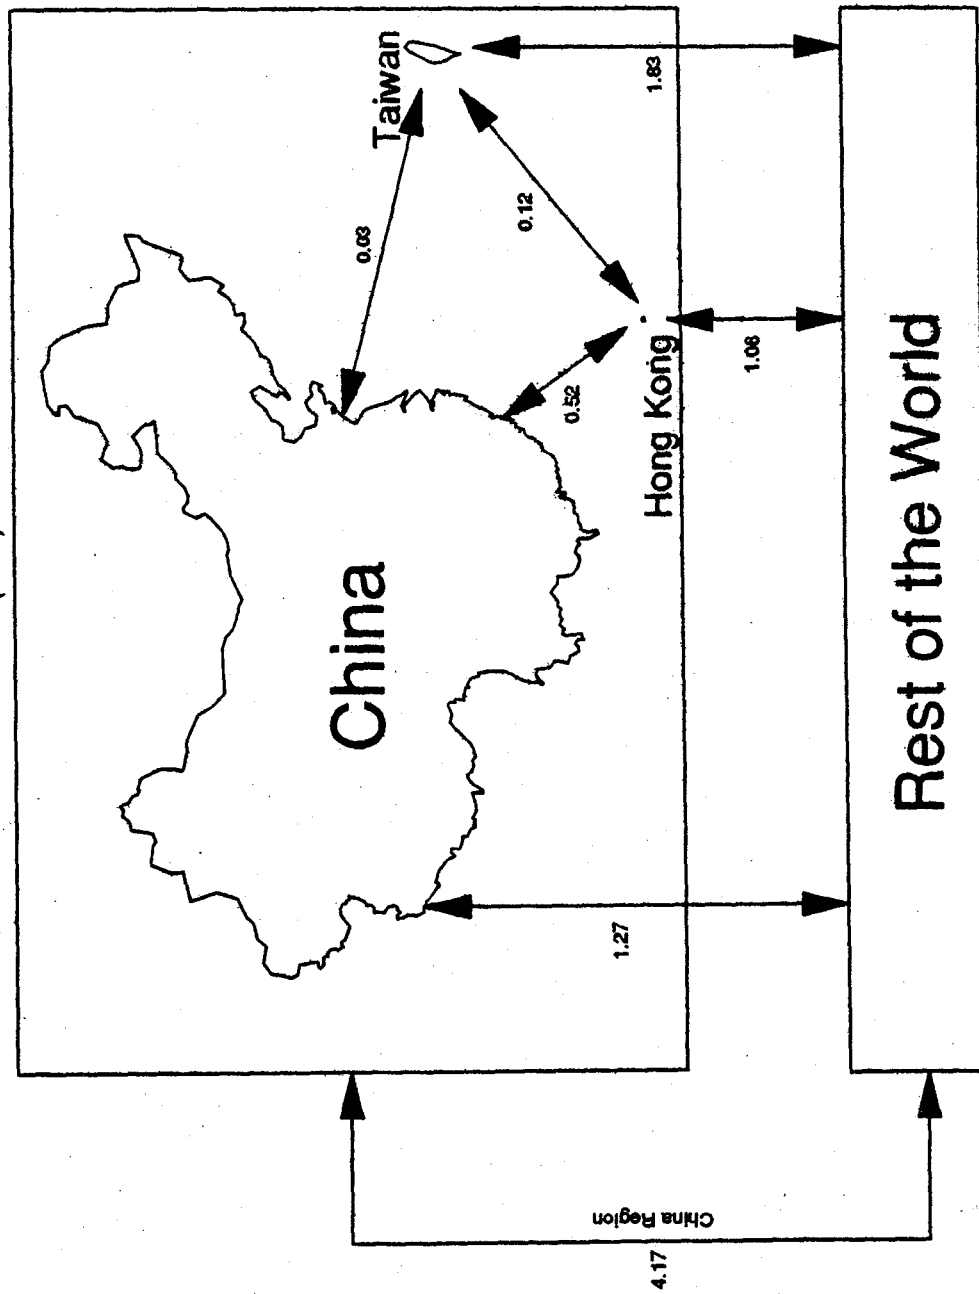 China
Taiwan
0.03
0.12
0.52
Hong Kong
1.83
1.08
1.27
Rest of the World
China Region
4.17